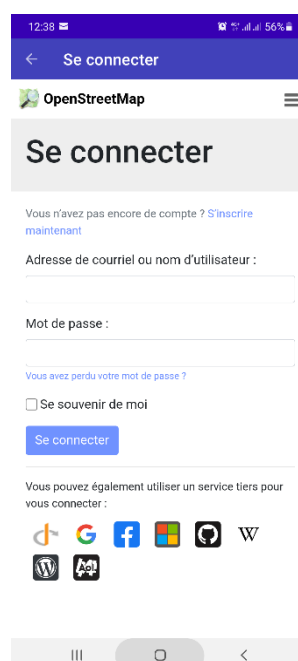 12:38 56%
Se connecter
OpenStreetMap
Se connecter
Vous n'avez pas encore de compte ? S'inscrire
maintenant
Adresse de courriel ou nom d'utilisateur :
Mot de passe :
Vous avez perdu votre mot de passe ?
Se souvenir de moi
Se connecter
Vous pouvez également utiliser un service tiers pour
vous connecter :